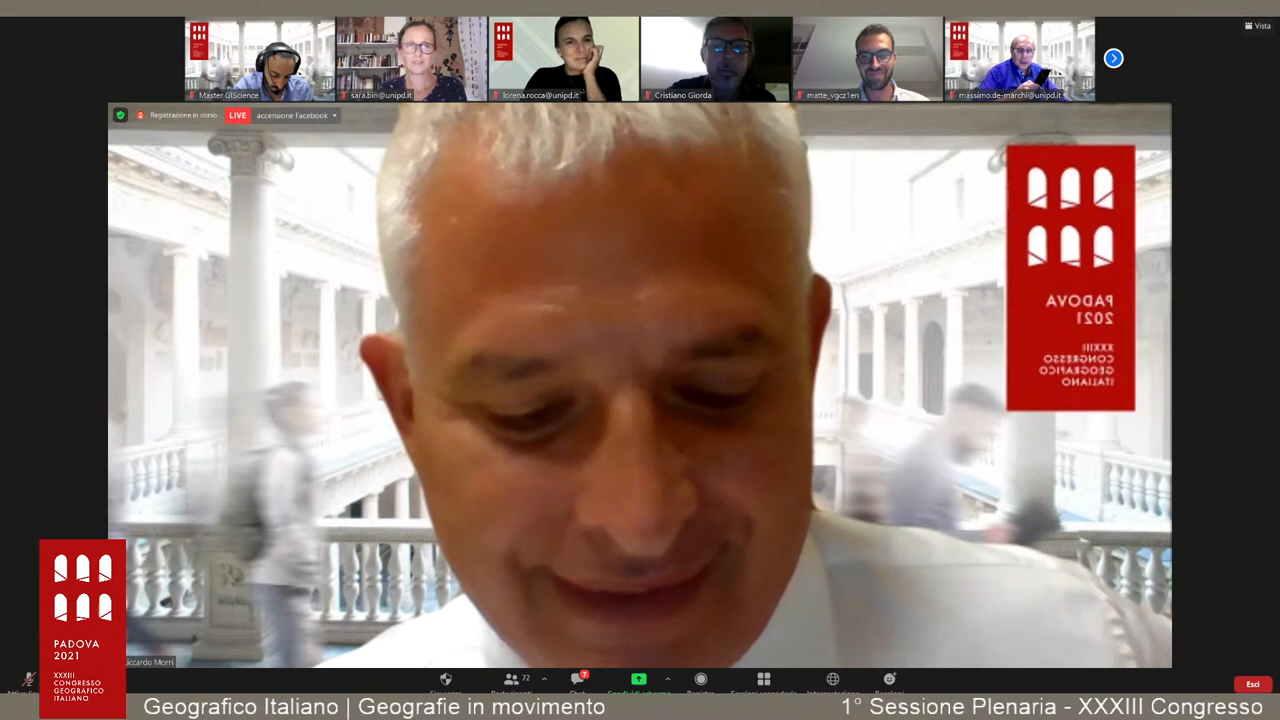 Vista
Master GIScience
sara.bin@unipd.it
lorena.rocca@unipd.it
Cristiano Giorda
matte_vgcz1en
massimo.de-marchi@unipd.it
Registrazione in corso
LIVE
accensione Facebook
PADOVA
2021
XXXIII
CONGRESSO
GEOGRAFICO
ITALIANO
PADOVA
2021
XXXIII
CONGRESSO
GEOGRAFICO
ITALIANO
Riccardo Morri
72
7
Esci
Geografico Italiano | Geografie in movimento
1° Sessione Plenaria - XXXIII Congresso